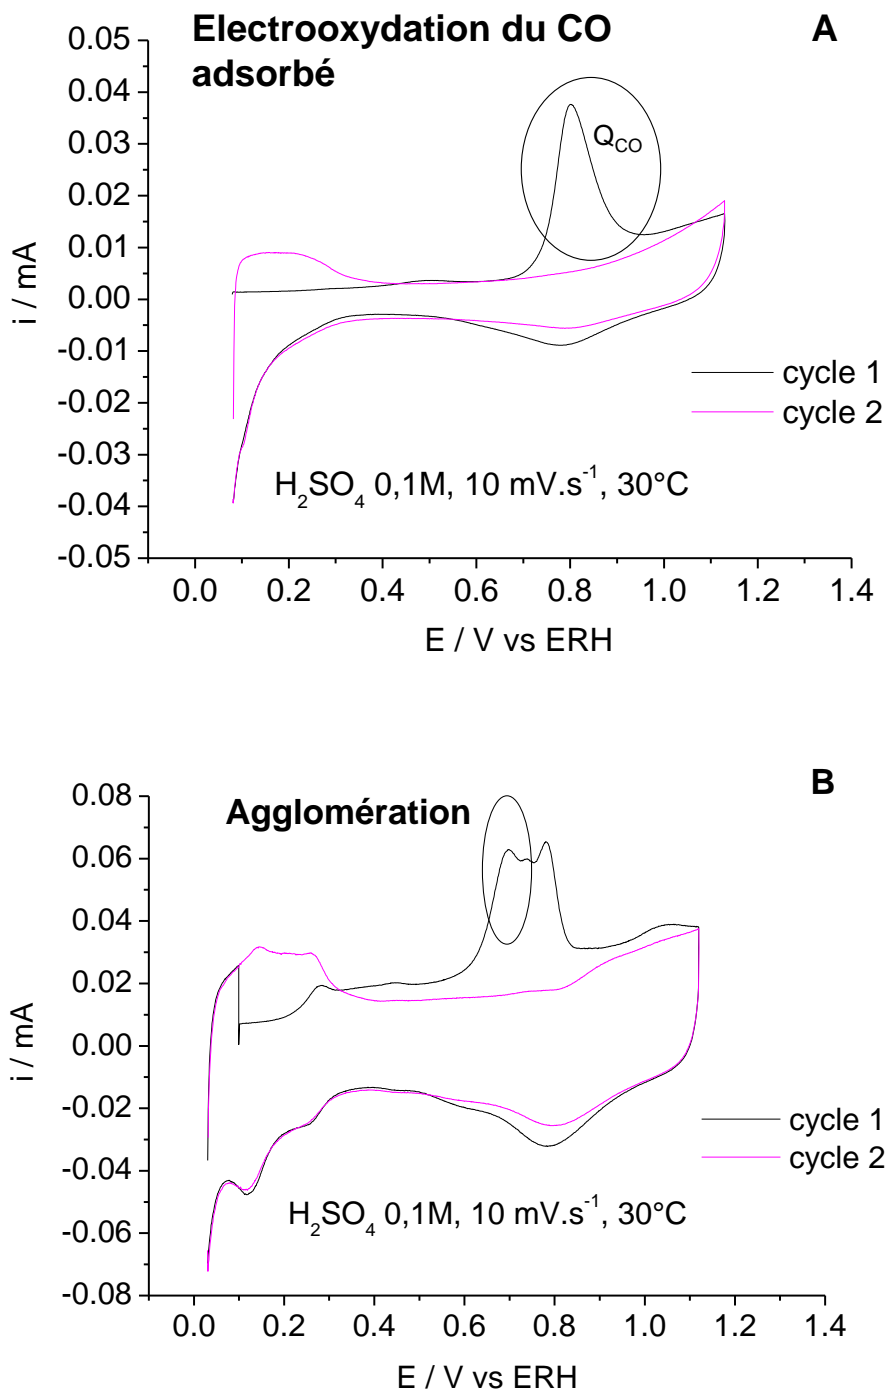 Electrooxydation du CO
adsorbé
A
0.05
0.04
0.03
0.02
0.01
0.00
-0.01
-0.02
-0.03
-0.04
-0.05
i / mA
Q_CO
cycle 1
cycle 2
H₂SO₄ 0,1M, 10 mV.s⁻¹, 30°C
0.0 0.2 0.4 0.6 0.8 1.0 1.2 1.4
E / V vs ERH
B
Agglomération
0.08
0.06
0.04
0.02
0.00
-0.02
-0.04
-0.06
-0.08
i / mA
cycle 1
cycle 2
H₂SO₄ 0,1M, 10 mV.s⁻¹, 30°C
0.0 0.2 0.4 0.6 0.8 1.0 1.2 1.4
E / V vs ERH